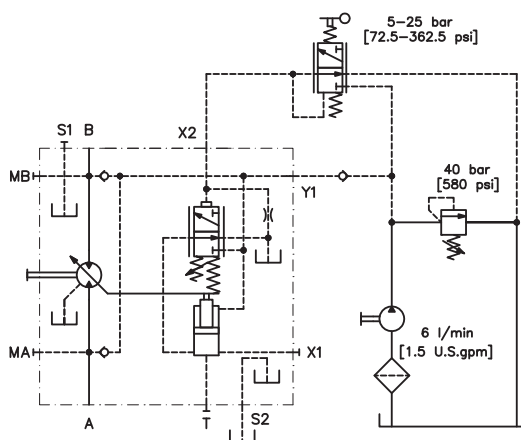 5-25 bar
[72.5-362.5 psi]
S1 B
X2
MB
Y1
40 bar
[580 psi]
6 l/min
[1.5 U.S.gpm]
MA
X1
A
T
S2